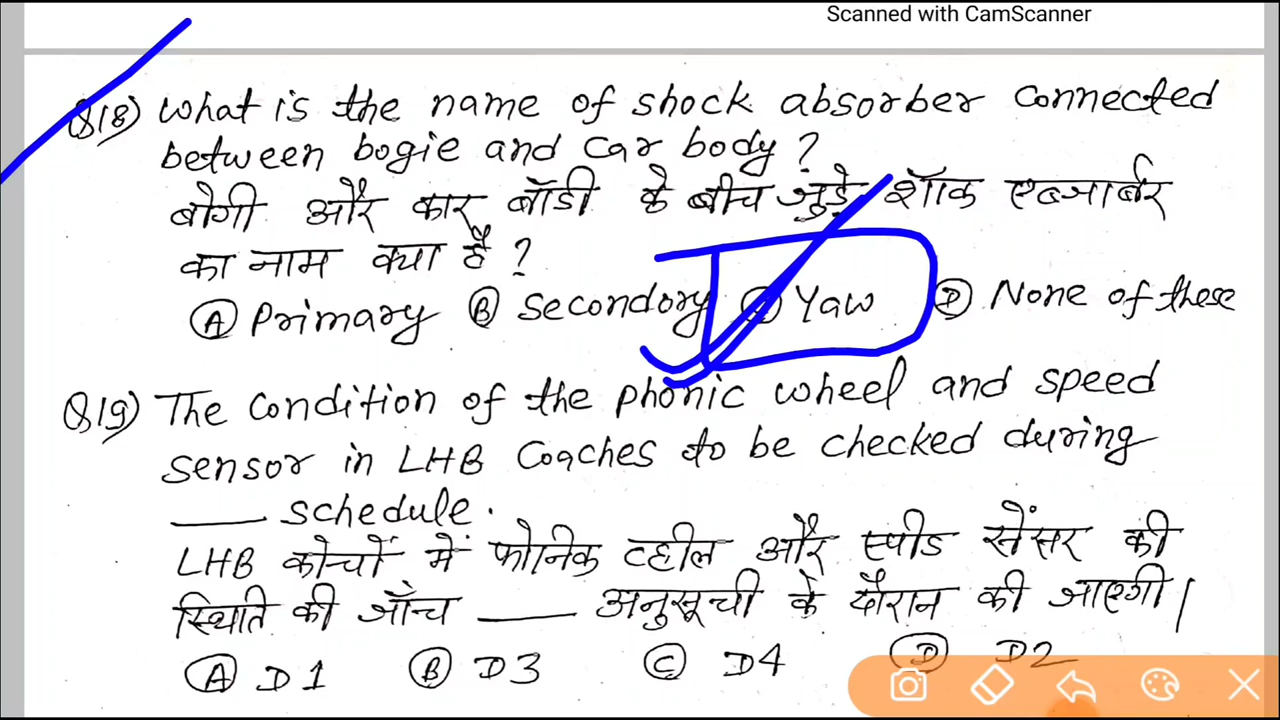 Scanned with CamScanner
Q18) What is the name of shock absorber connected
between bogie and car body ?
बोगी और कार बॉडी के बीच जुड़े शॉक एब्जार्बर
का नाम क्या है ?
(A) Primary (B) Secondory (C) Yaw (D) None of these
Q19) The condition of the phonic wheel and speed
sensor in LHB Coaches to be checked during
____ schedule.
LHB कोचों में फोनिक व्हील और स्पीड सेंसर की
स्थिति की जाँच ____ अनुसूची के दौरान की जाएगी |
(A) D1 (B) D3 (C) D4 (D) D2